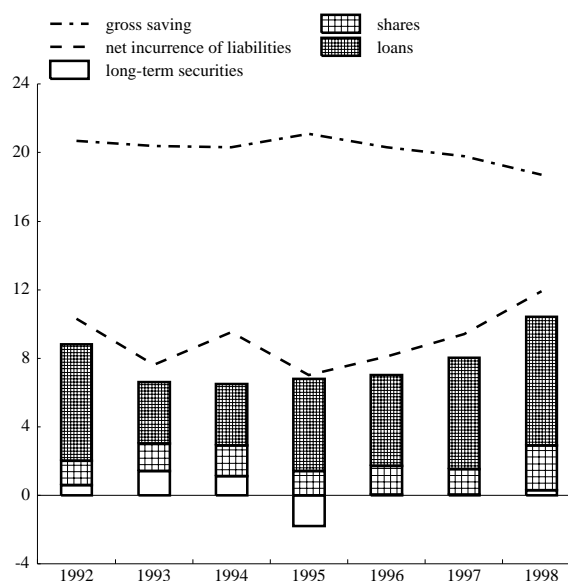 gross saving
net incurrence of liabilities
long-term securities
shares
loans
24
20
16
12
8
4
0
-4
1992 1993 1994 1995 1996 1997 1998